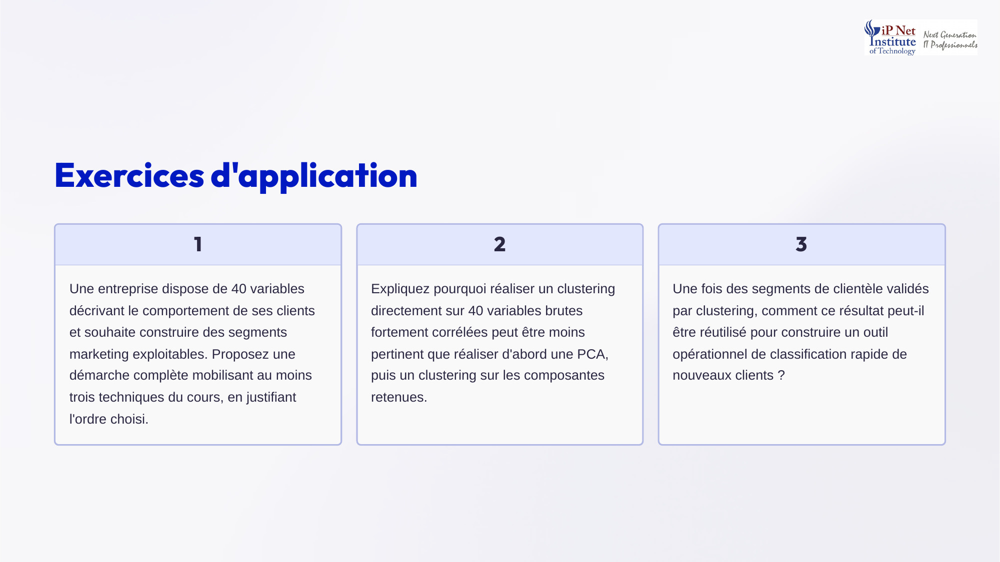 iP Net
Institute
of Technology
Next Generation
IT Professionnels
Exercices d'application
1
Une entreprise dispose de 40 variables
décrivant le comportement de ses clients
et souhaite construire des segments
marketing exploitables. Proposez une
démarche complète mobilisant au moins
trois techniques du cours, en justifiant
l'ordre choisi.
2
Expliquez pourquoi réaliser un clustering
directement sur 40 variables brutes
fortement corrélées peut être moins
pertinent que réaliser d'abord une PCA,
puis un clustering sur les composantes
retenues.
3
Une fois des segments de clientèle validés
par clustering, comment ce résultat peut-il
être réutilisé pour construire un outil
opérationnel de classification rapide de
nouveaux clients ?